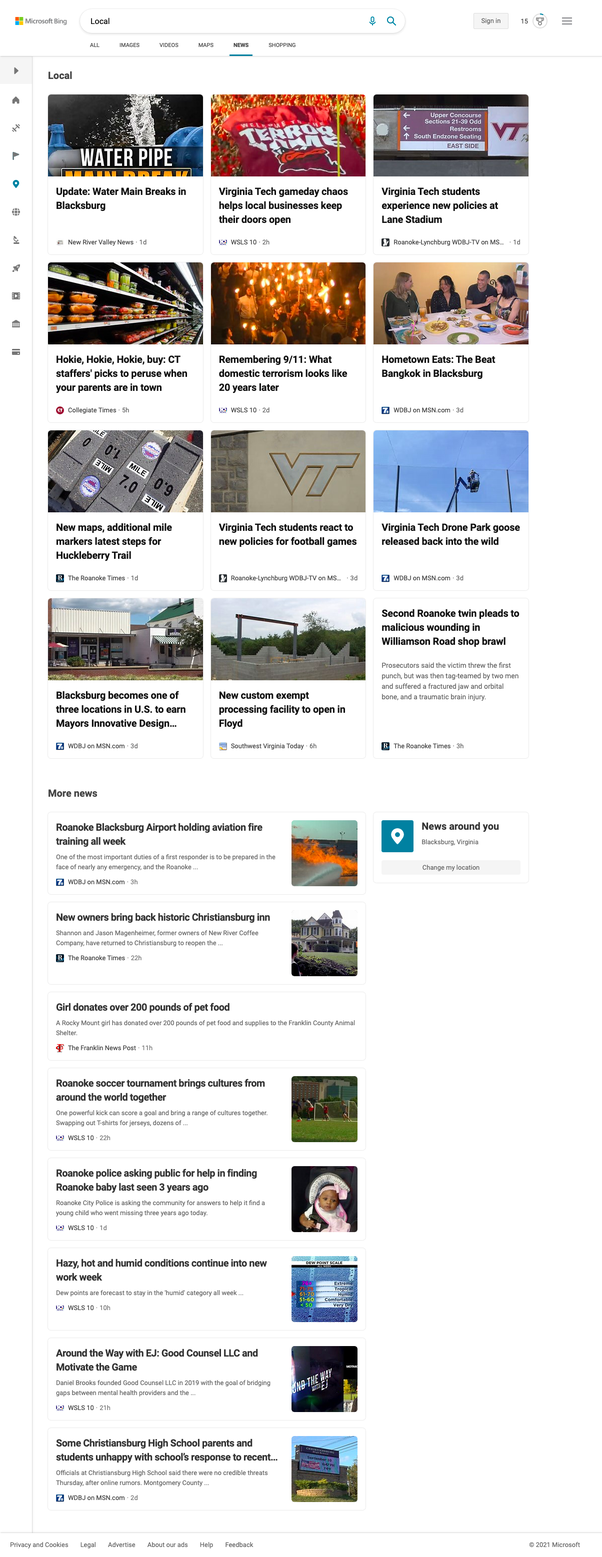 Microsoft Bing
Local
Sign in
15
ALL
IMAGES
VIDEOS
MAPS
NEWS
SHOPPING
Local
WATER PIPE
MAIN BREAK
Update: Water Main Breaks in
Blacksburg
New River Valley News · 1d
TERROR
DOME
Virginia Tech gameday chaos
helps local businesses keep
their doors open
WSLS 10 · 2h
Upper Concourse
Sections 21-39 Odd
Restrooms
South Endzone Seating
EAST SIDE
VT
Virginia Tech students
experience new policies at
Lane Stadium
Roanoke-Lynchburg WDBJ-TV on MS... · 1d
Hokie, Hokie, Hokie, buy: CT
staffers' picks to peruse when
your parents are in town
Collegiate Times · 5h
Remembering 9/11: What
domestic terrorism looks like
20 years later
WSLS 10 · 2d
Hometown Eats: The Beat
Bangkok in Blacksburg
WDBJ on MSN.com · 3d
MILE
0
MILE
0.1
MILE
7.0
MILE
0.9
New maps, additional mile
markers latest steps for
Huckleberry Trail
The Roanoke Times · 1d
VT
Virginia Tech students react to
new policies for football games
Roanoke-Lynchburg WDBJ-TV on MS... · 3d
Virginia Tech Drone Park goose
released back into the wild
WDBJ on MSN.com · 3d
Blacksburg becomes one of
three locations in U.S. to earn
Mayors Innovative Design...
WDBJ on MSN.com · 3d
New custom exempt
processing facility to open in
Floyd
Southwest Virginia Today · 6h
Second Roanoke twin pleads to
malicious wounding in
Williamson Road shop brawl
Prosecutors said the victim threw the first
punch, but was then tag-teamed by two men
and suffered a fractured jaw and orbital
bone, and a traumatic brain injury.
The Roanoke Times · 3h
More news
Roanoke Blacksburg Airport holding aviation fire
training all week
One of the most important duties of a first responder is to be prepared in the
face of nearly any emergency, and the Roanoke ...
WDBJ on MSN.com · 3h
News around you
Blacksburg, Virginia
Change my location
New owners bring back historic Christiansburg inn
Shannon and Jason Magenheimer, former owners of New River Coffee
Company, have returned to Christiansburg to reopen the ...
The Roanoke Times · 22h
Girl donates over 200 pounds of pet food
A Rocky Mount girl has donated over 200 pounds of pet food and supplies to the Franklin County Animal
Shelter.
The Franklin News Post · 11h
Roanoke soccer tournament brings cultures from
around the world together
One powerful kick can score a goal and bring a range of cultures together.
Swapping out T-shirts for jerseys, dozens of ...
WSLS 10 · 22h
Roanoke police asking public for help in finding
Roanoke baby last seen 3 years ago
Roanoke City Police is asking the community for answers to help it find a
young child who went missing three years ago today.
WSLS 10 · 1d
Hazy, hot and humid conditions continue into new
work week
Dew points are forecast to stay in the 'humid' category all week ...
WSLS 10 · 10h
DEW POINT SCALE
Extreme
Tropical
61-70
Humid
51-60
Comfortable
Very Dry
Around the Way with EJ: Good Counsel LLC and
Motivate the Game
Daniel Brooks founded Good Counsel LLC in 2019 with the goal of bridging
gaps between mental health providers and the ...
WSLS 10 · 21h
Some Christiansburg High School parents and
students unhappy with school's response to recent...
Officials at Christiansburg High School said there were no credible threats
Thursday, after online rumors. Montgomery County ...
WDBJ on MSN.com · 2d
Privacy and Cookies
Legal
Advertise
About our ads
Help
Feedback
© 2021 Microsoft